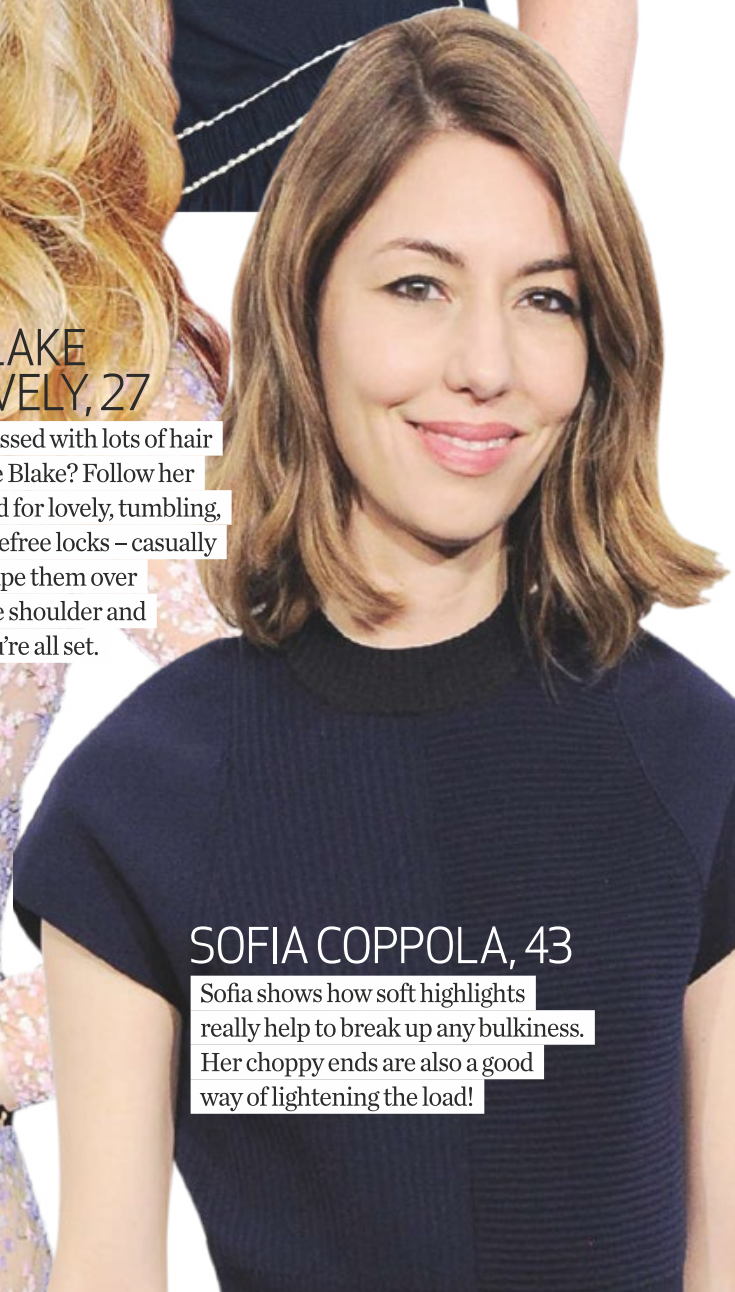 LAKE
VELY, 27
ssed with lots of hair
e Blake? Follow her
d for lovely, tumbling,
efree locks – casually
pe them over
e shoulder and
u’re all set.
SOFIA COPPOLA, 43
Sofia shows how soft highlights
really help to break up any bulkiness.
Her choppy ends are also a good
way of lightening the load!